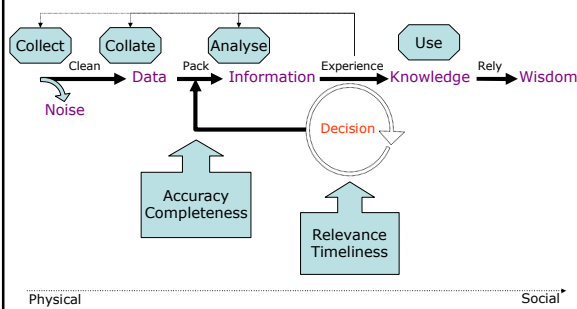 Collect
Collate
Analyse
Use
Clean
Pack
Experience
Rely
Data
Information
Knowledge
Wisdom
Noise
Decision
Accuracy
Completeness
Relevance
Timeliness
Physical
Social